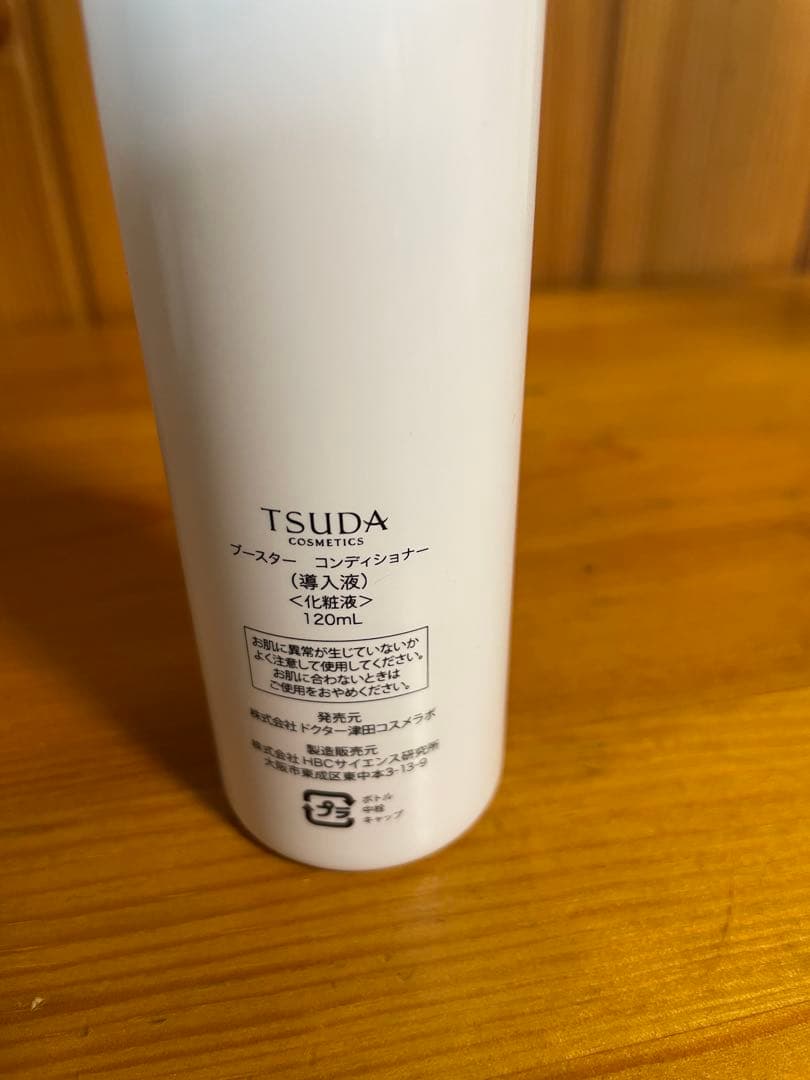 TSUDA
COSMETICS
ブースター　コンディショナー
（導入液）
＜化粧液＞
120mL
お肌に異常が生じていないか
よく注意して使用してください。
お肌に合わないときは
ご使用をおやめください。
発売元
株式会社 ドクター津田コスメラボ
製造販売元
株式会社 HBCサイエンス研究所
大阪市東成区東中本3-13-9
プラ
ボトル
中栓
キャップ